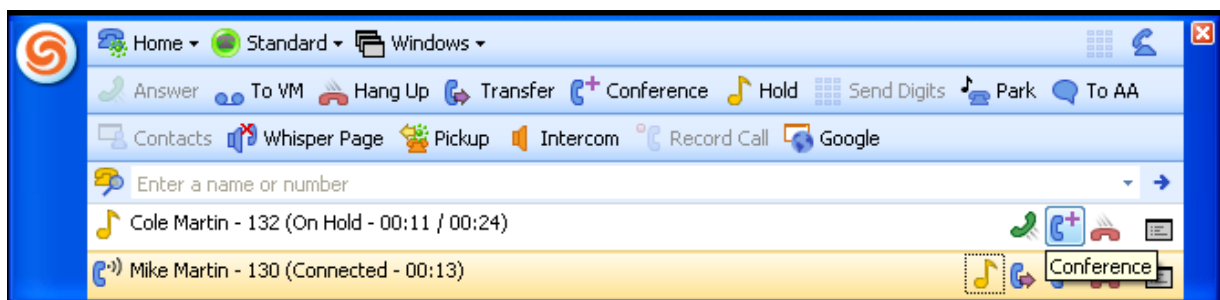 Home Standard Windows
Answer To VM Hang Up Transfer Conference Hold Send Digits Park To AA
Contacts Whisper Page Pickup Intercom Record Call Google
Enter a name or number
Cole Martin - 132 (On Hold - 00:11 / 00:24)
Mike Martin - 130 (Connected - 00:13)
Conference